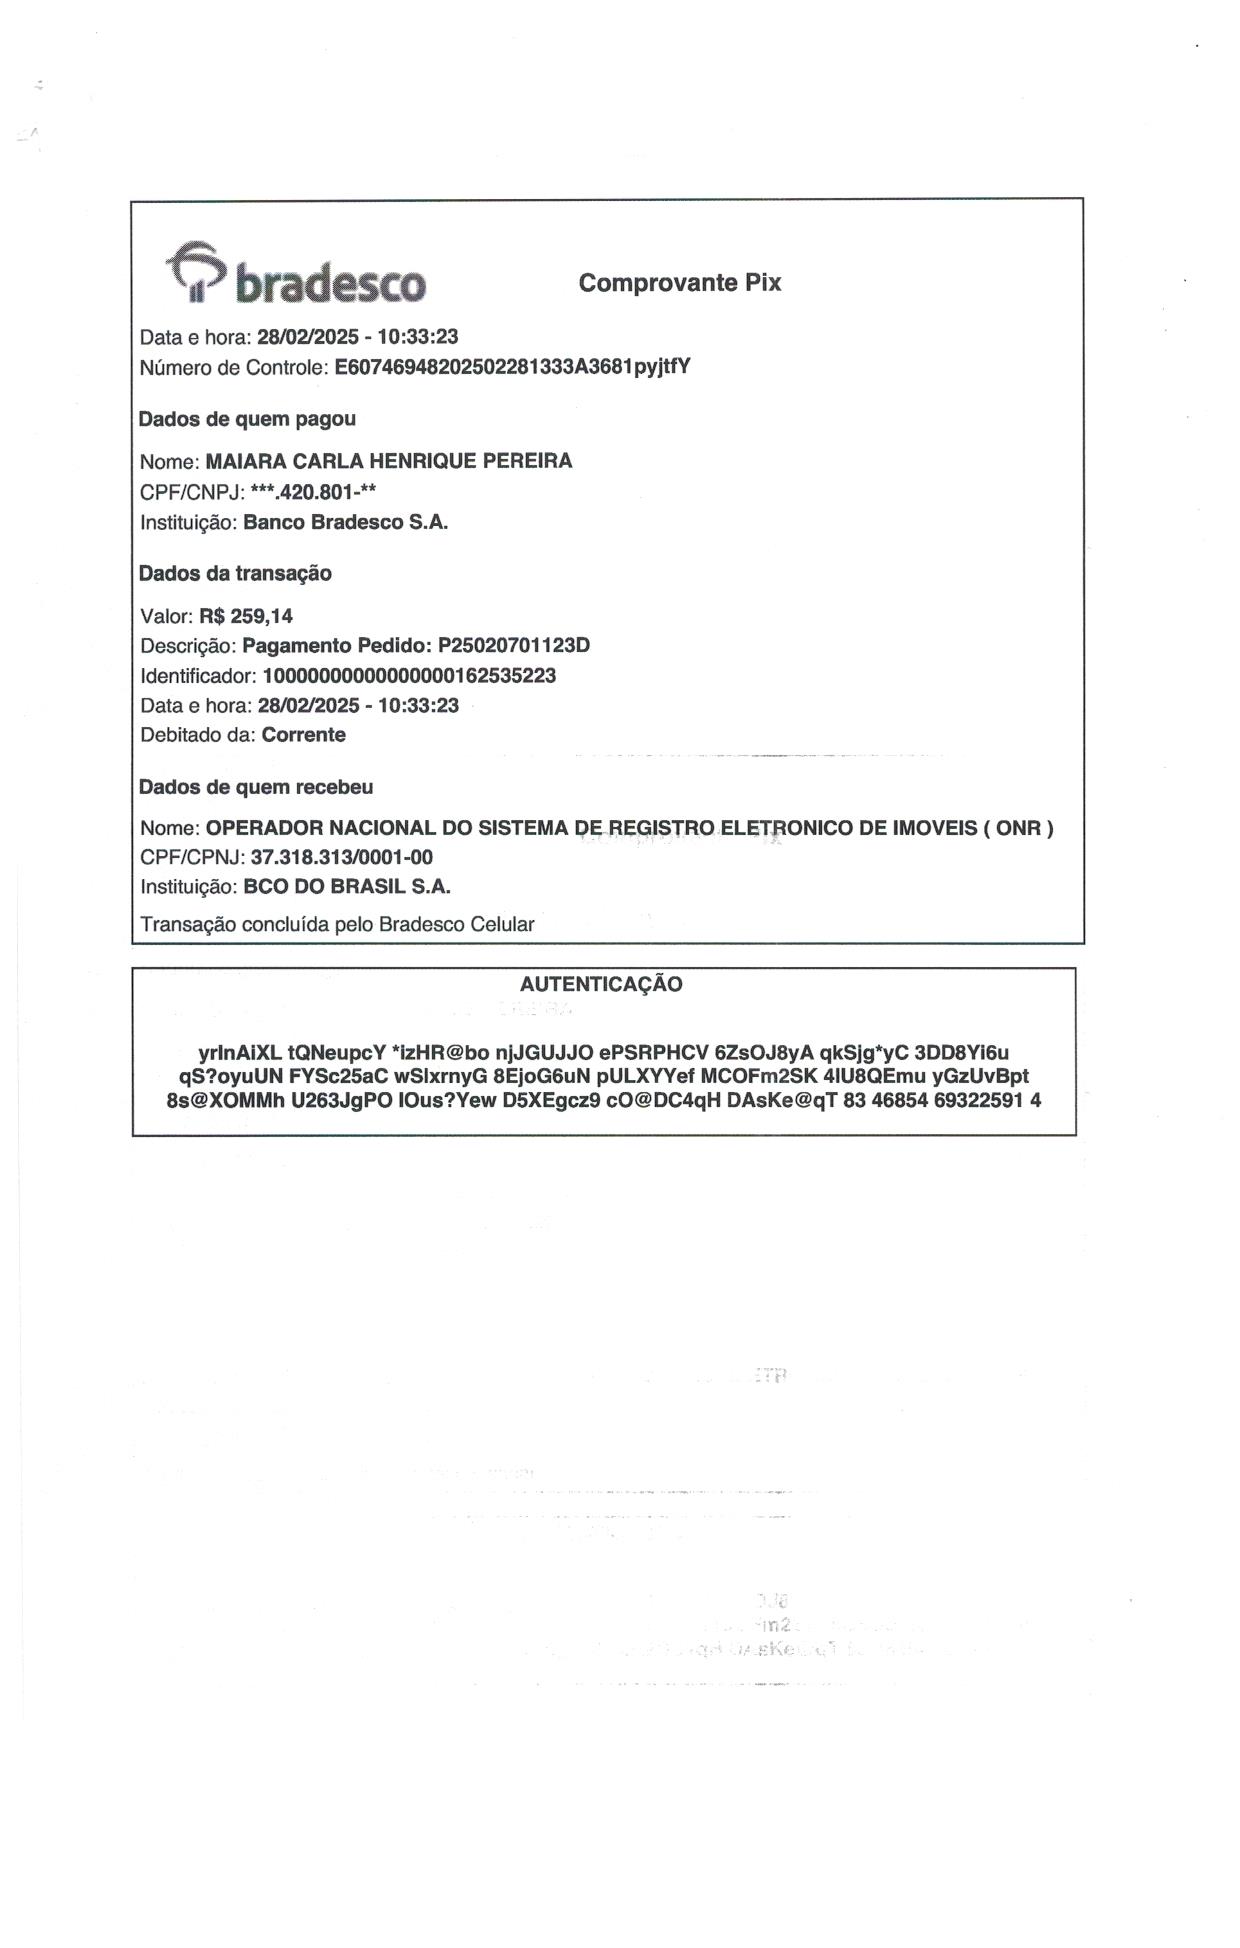 bradesco
Comprovante Pix
Data e hora: 28/02/2025 - 10:33:23
Número de Controle: E60746948202502281333A3681pyjtfY
Dados de quem pagou
Nome: MAIARA CARLA HENRIQUE PEREIRA
CPF/CNPJ: ***.420.801-**
Instituição: Banco Bradesco S.A.
Dados da transação
Valor: R$ 259,14
Descrição: Pagamento Pedido: P25020701123D
Identificador: 10000000000000000162535223
Data e hora: 28/02/2025 - 10:33:23
Debitado da: Corrente
Dados de quem recebeu
Nome: OPERADOR NACIONAL DO SISTEMA DE REGISTRO ELETRONICO DE IMOVEIS ( ONR )
CPF/CPNJ: 37.318.313/0001-00
Instituição: BCO DO BRASIL S.A.
Transação concluída pelo Bradesco Celular
AUTENTICAÇÃO
yrlnAiXL tQNeupcY *izHR@bo njJGUJJO ePSRPHCV 6ZsOJ8yA qkSjg*yC 3DD8Yi6u
qS?oyuUN FYSc25aC wSlxrnyG 8EjoG6uN pULXYYef MCOFm2SK 4lU8QEmu yGzUvBpt
8s@XOMMh U263JgPO lOus?Yew D5XEgcz9 cO@DC4qH DAsKe@qT 83 46854 69322591 4